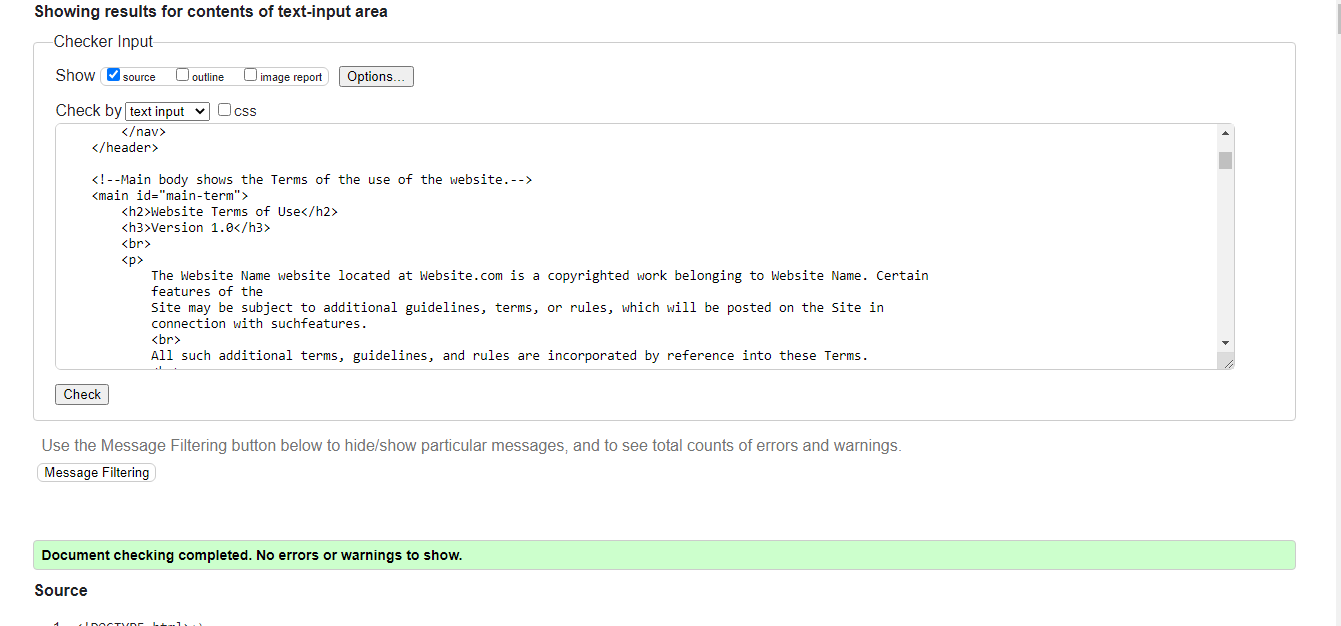 Showing results for contents of text-input area
Checker Input
Show source outline image report Options...
Check by text input css
</nav>
</header>
<!--Main body shows the Terms of the use of the website.-->
<main id="main-term">
<h2>Website Terms of Use</h2>
<h3>Version 1.0</h3>
<br>
<p>
The Website Name website located at Website.com is a copyrighted work belonging to Website Name. Certain
features of the
Site may be subject to additional guidelines, terms, or rules, which will be posted on the Site in
connection with suchfeatures.
<br>
All such additional terms, guidelines, and rules are incorporated by reference into these Terms.
Check
Use the Message Filtering button below to hide/show particular messages, and to see total counts of errors and warnings.
Message Filtering
Document checking completed. No errors or warnings to show.
Source
1. <!DOCTYPE html>